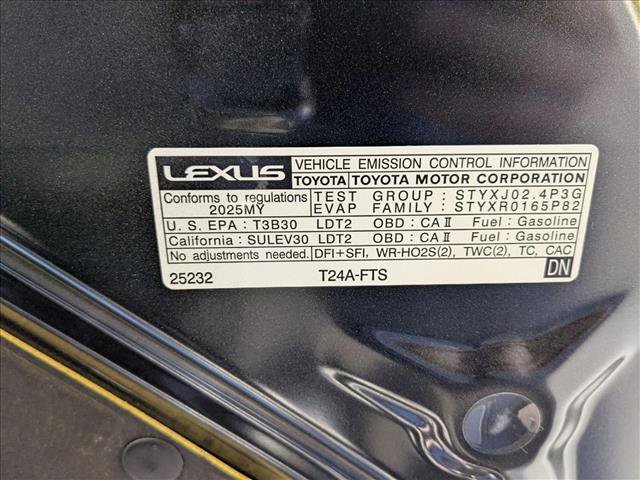 LEXUS VEHICLE EMISSION CONTROL INFORMATION
TOYOTA TOYOTA MOTOR CORPORATION
Conforms to regulations TEST GROUP : STYXJ02.4P3G
2025MY EVAP FAMILY : STYXR0165P82
U.S. EPA : T3B30 LDT2 OBD : CA II Fuel : Gasoline
California : SULEV30 LDT2 OBD : CA II Fuel : Gasoline
No adjustments needed. DFI+SFI, WR-HO2S(2), TWC(2), TC, CAC
25232 T24A-FTS DN